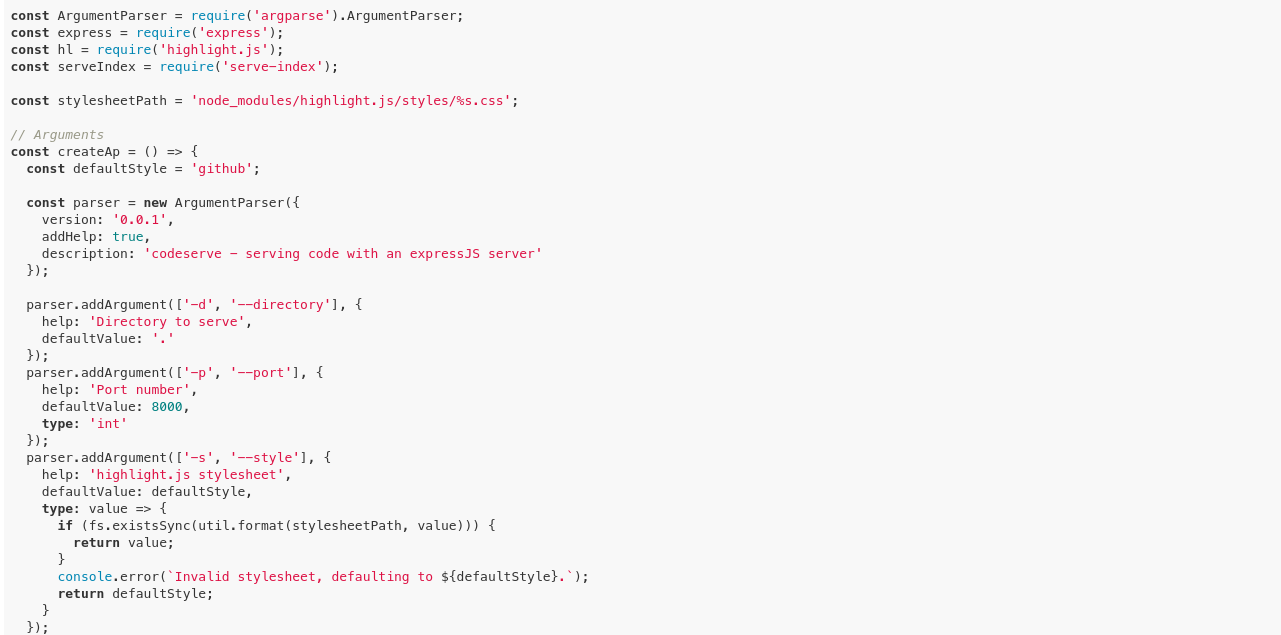 const ArgumentParser = require('argparse').ArgumentParser;
const express = require('express');
const hl = require('highlight.js');
const serveIndex = require('serve-index');

const stylesheetPath = 'node_modules/highlight.js/styles/%s.css';

// Arguments
const createAp = () => {
  const defaultStyle = 'github';

  const parser = new ArgumentParser({
    version: '0.0.1',
    addHelp: true,
    description: 'codeserve - serving code with an expressJS server'
  });

  parser.addArgument(['-d', '--directory'], {
    help: 'Directory to serve',
    defaultValue: '.'
  });
  parser.addArgument(['-p', '--port'], {
    help: 'Port number',
    defaultValue: 8000,
    type: 'int'
  });
  parser.addArgument(['-s', '--style'], {
    help: 'highlight.js stylesheet',
    defaultValue: defaultStyle,
    type: value => {
      if (fs.existsSync(util.format(stylesheetPath, value))) {
        return value;
      }
      console.error(`Invalid stylesheet, defaulting to ${defaultStyle}.`);
      return defaultStyle;
    }
  });